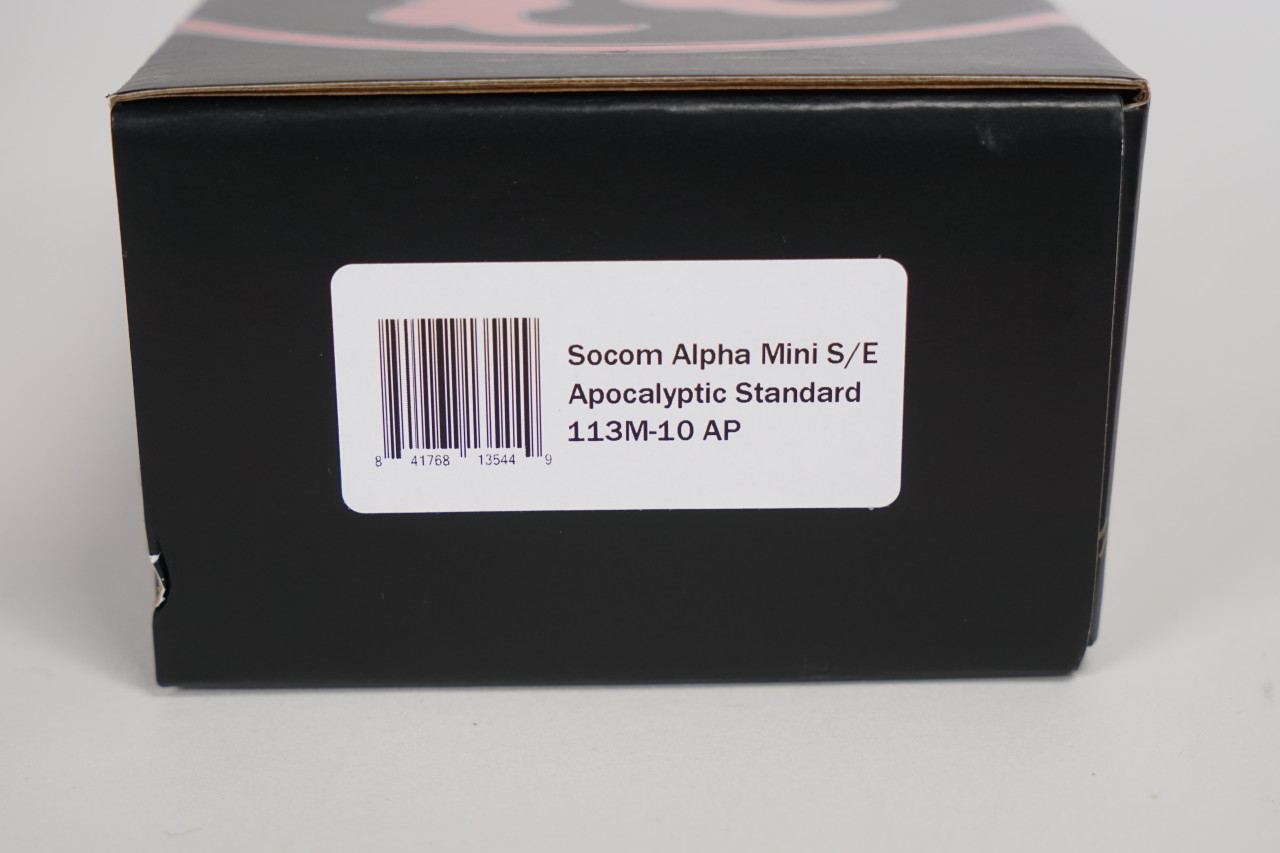 Socom Alpha Mini S/E
Apocalyptic Standard
113M-10 AP
8 41768 13544 9